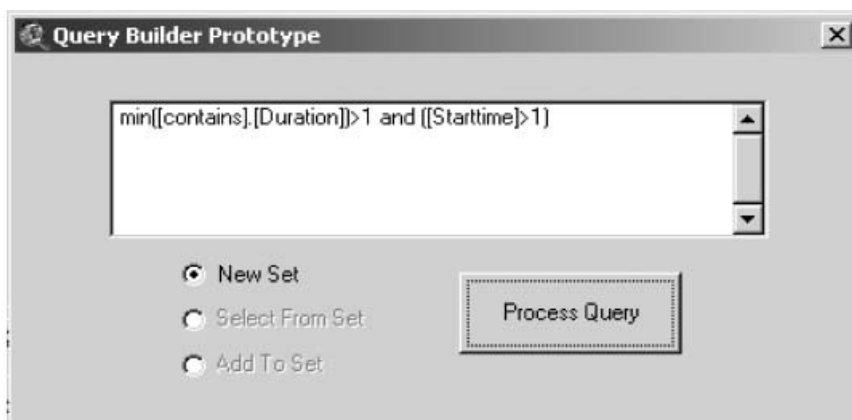 Query Builder Prototype
min([contains].[Duration])>1 and ([Starttime]>1)
New Set
Select From Set
Process Query
Add To Set